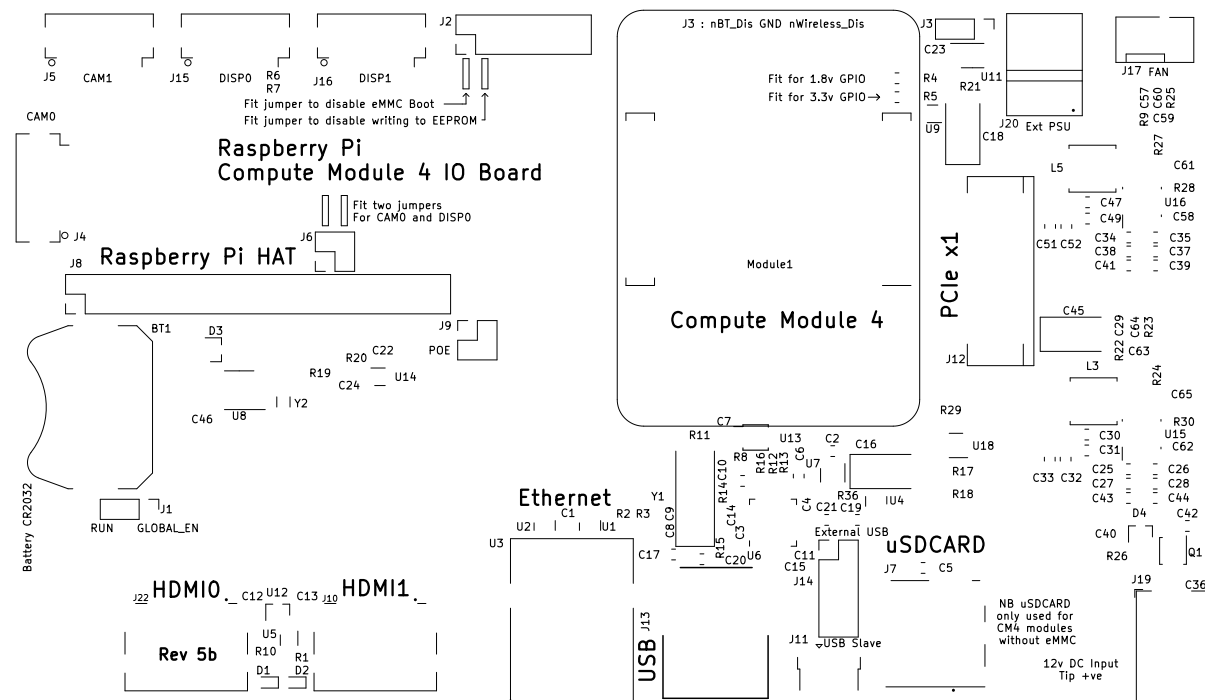 J2
J3 : nBT_Dis GND nWireless_Dis
J3
C23
J5
CAM1
J15
DISP0
R6
R7
J16
DISP1
Fit for 1.8v GPIO
R4
R21
U11
J17
FAN
Fit jumper to disable eMMC Boot
Fit for 3.3v GPIO→
R5
C57
C60
R25
CAM0
Fit jumper to disable writing to EEPROM
U9
C18
J20
Ext PSU
R9
C59
Raspberry Pi
Compute Module 4 IO Board
R27
L5
C61
R28
Fit two jumpers
For CAM0 and DISP0
C47
U16
C49
C58
J4
J6
C51
C52
C34
C35
C38
C37
C41
C39
Raspberry Pi HAT
J8
Module1
PCIe x1
Compute Module 4
C45
C29
C64
R23
BT1
D3
J9
POE
J12
R22
C63
C22
R20
R19
C24
U14
L3
R24
C46
U8
Y2
C65
R29
R30
C7
R11
U13
C2
C16
U18
C30
U15
C31
C62
R8
R16
R12
R13
C6
U7
R17
C33
C32
C25
C26
C10
R14
C27
C28
Y1
R36
U4
R18
C43
C44
Ethernet
J1
RUN
GLOBAL_EN
Battery CR2032
U2
C1
U1
R2
R3
C8
C9
C14
C3
C4
C21
C19
D4
C42
U3
External USB
uSDCARD
C40
C17
R15
C20
U6
C11
C15
R26
Q1
J14
J7
C5
J19
C36
J22
HDMI0
C12
U12
C13
J10
HDMI1
NB uSDCARD
only used for
CM4 modules
without eMMC
U5
R10
R1
Rev 5b
D1
D2
USB
J13
J11
USB Slave
12v DC Input
Tip +ve